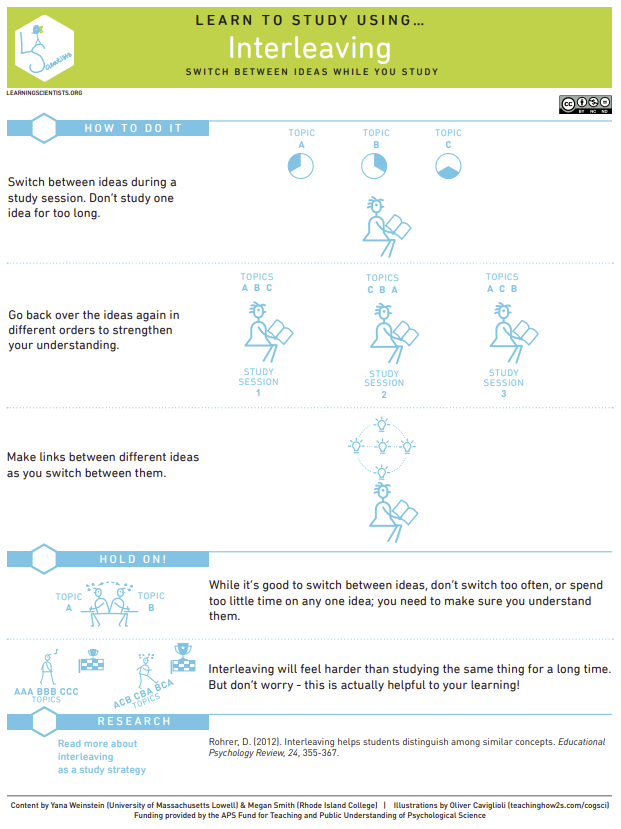 LEARN TO STUDY USING…
Interleaving
SWITCH BETWEEN IDEAS WHILE YOU STUDY
LS
Scientists
LEARNINGSCIENTISTS.ORG
cc
BY NC ND
HOW TO DO IT
TOPIC TOPIC TOPIC
A B C
Switch between ideas during a
study session. Don't study one
idea for too long.
TOPICS TOPICS TOPICS
A B C C B A A C B
Go back over the ideas again in
different orders to strengthen
your understanding.
STUDY STUDY STUDY
SESSION SESSION SESSION
1 2 3
Make links between different ideas
as you switch between them.
HOLD ON!
TOPIC TOPIC
A B
While it's good to switch between ideas, don't switch too often, or spend
too little time on any one idea; you need to make sure you understand
them.
AAA BBB CCC
TOPICS
ACB CBA BCA
TOPICS
Interleaving will feel harder than studying the same thing for a long time.
But don't worry - this is actually helpful to your learning!
RESEARCH
Read more about
interleaving
as a study strategy
Rohrer, D. (2012). Interleaving helps students distinguish among similar concepts. Educational
Psychology Review, 24, 355-367.
Content by Yana Weinstein (University of Massachusetts Lowell) & Megan Smith (Rhode Island College) | Illustrations by Oliver Caviglioli (teachinghow2s.com/cogsci)
Funding provided by the APS Fund for Teaching and Public Understanding of Psychological Science